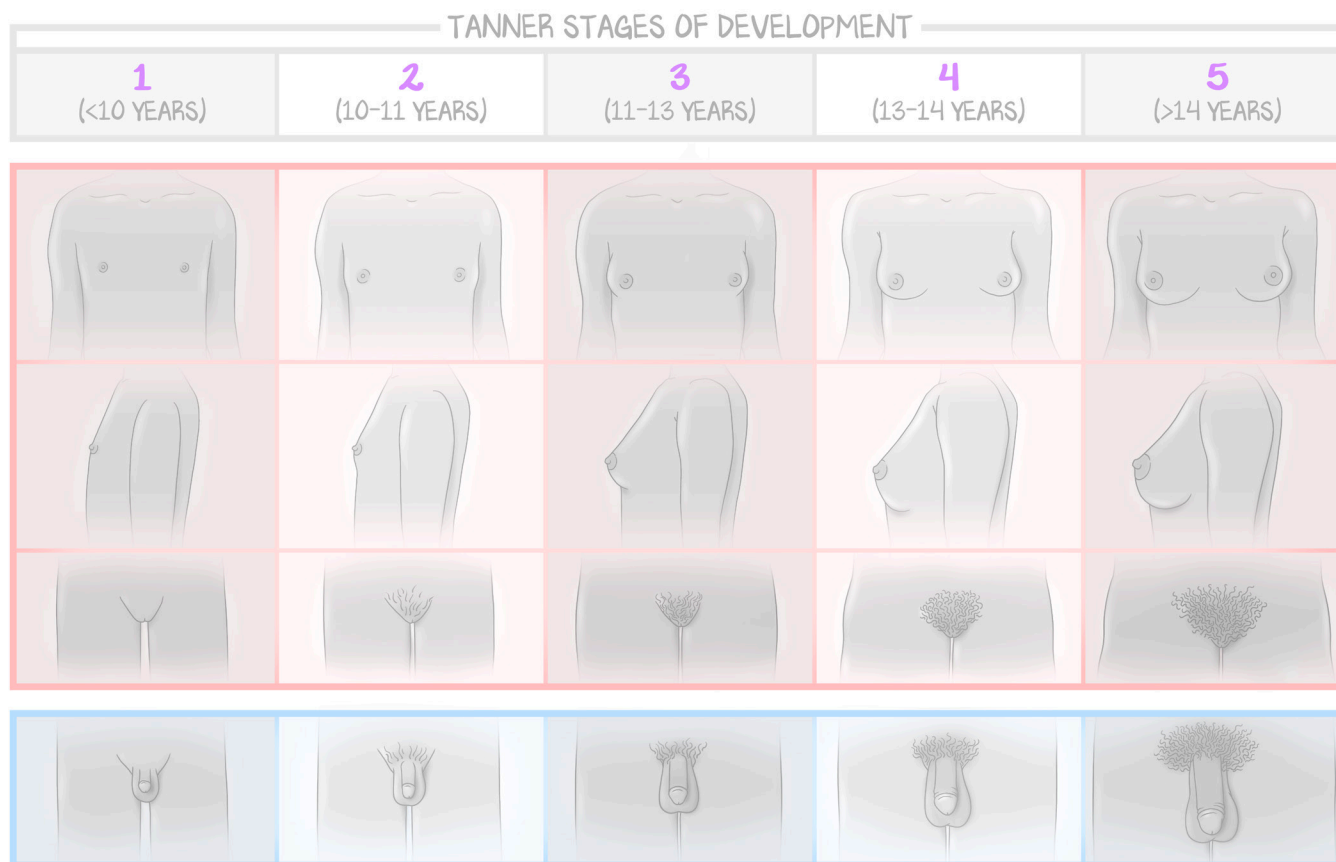 TANNER STAGES OF DEVELOPMENT
1 2 3 4 5
(<10 YEARS) (10-11 YEARS) (11-13 YEARS) (13-14 YEARS) (>14 YEARS)